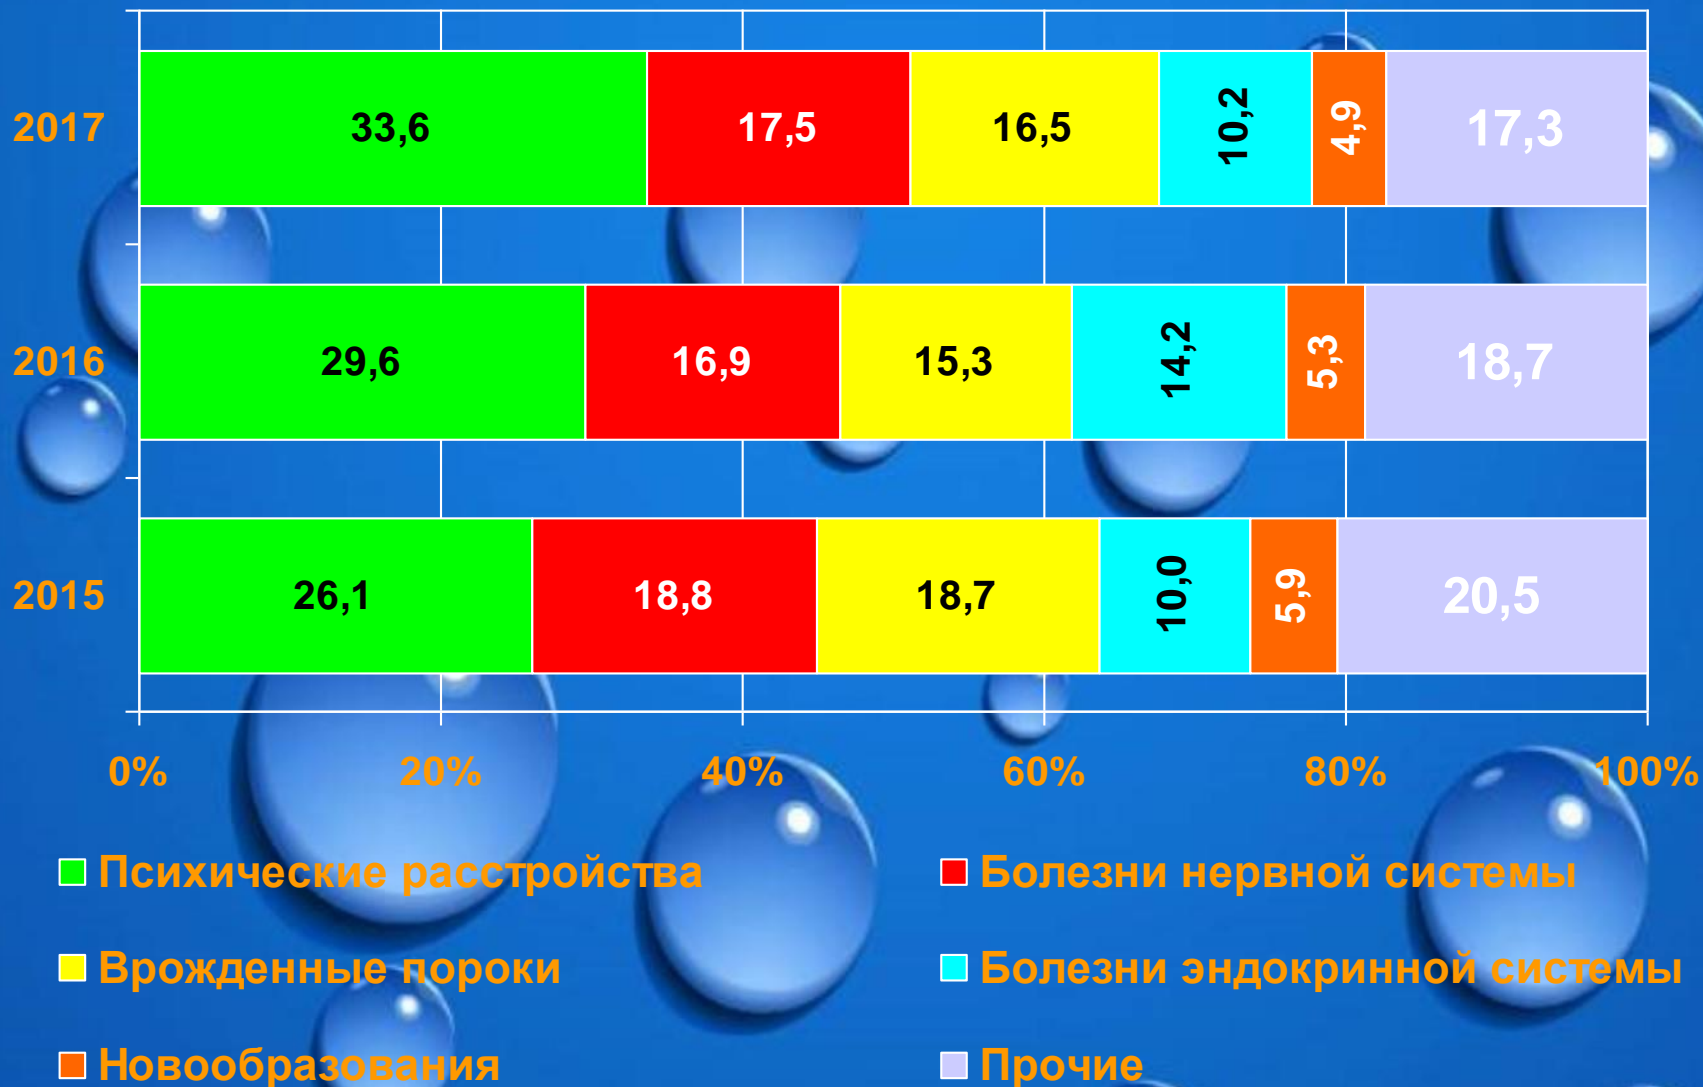 2017 33,6 17,5 16,5 10,2 4,9 17,3
2016 29,6 16,9 15,3 14,2 5,3 18,7
2015 26,1 18,8 18,7 10,0 5,9 20,5
0% 20% 40% 60% 80% 100%
Психические расстройства Болезни нервной системы
Врожденные пороки Болезни эндокринной системы
Новообразования Прочие